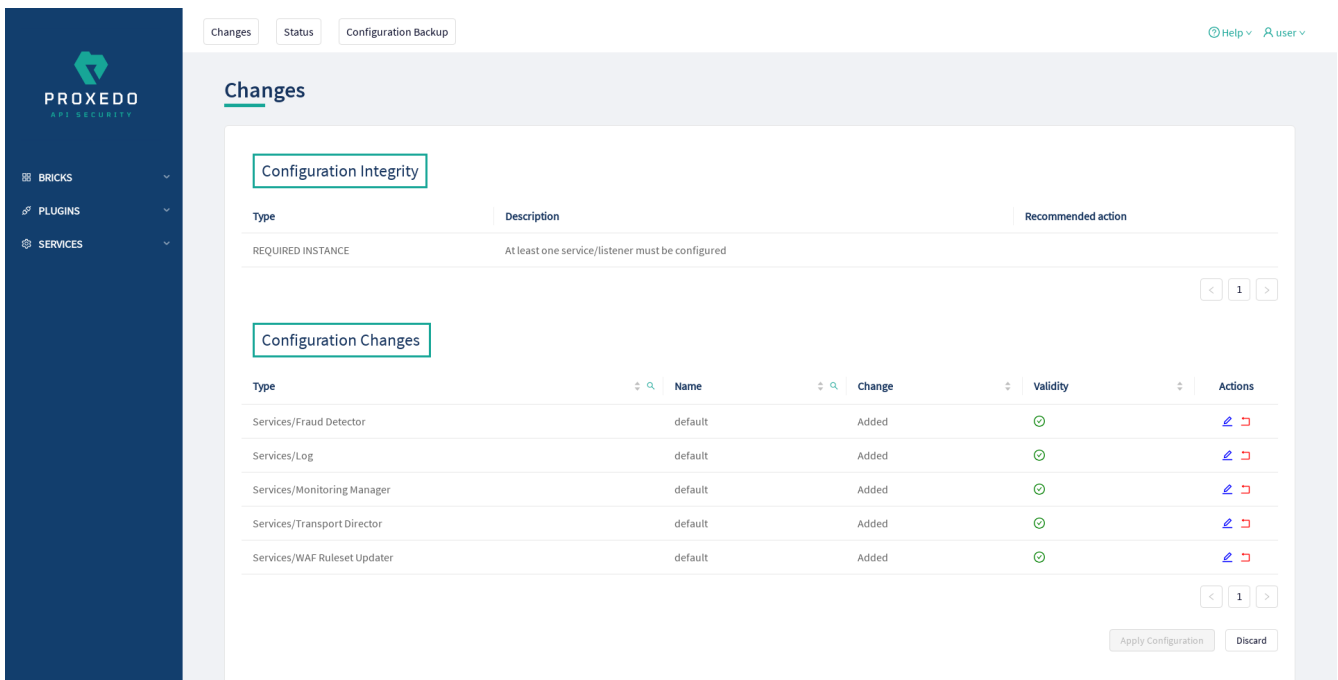 Changes Status Configuration Backup Help user
PROXEDO
API SECURITY
BRICKS
PLUGINS
SERVICES
Changes
Configuration Integrity
Type Description Recommended action
REQUIRED INSTANCE At least one service/listener must be configured
< 1 >
Configuration Changes
Type Name Change Validity Actions
Services/Fraud Detector default Added
Services/Log default Added
Services/Monitoring Manager default Added
Services/Transport Director default Added
Services/WAF Ruleset Updater default Added
< 1 >
Apply Configuration Discard